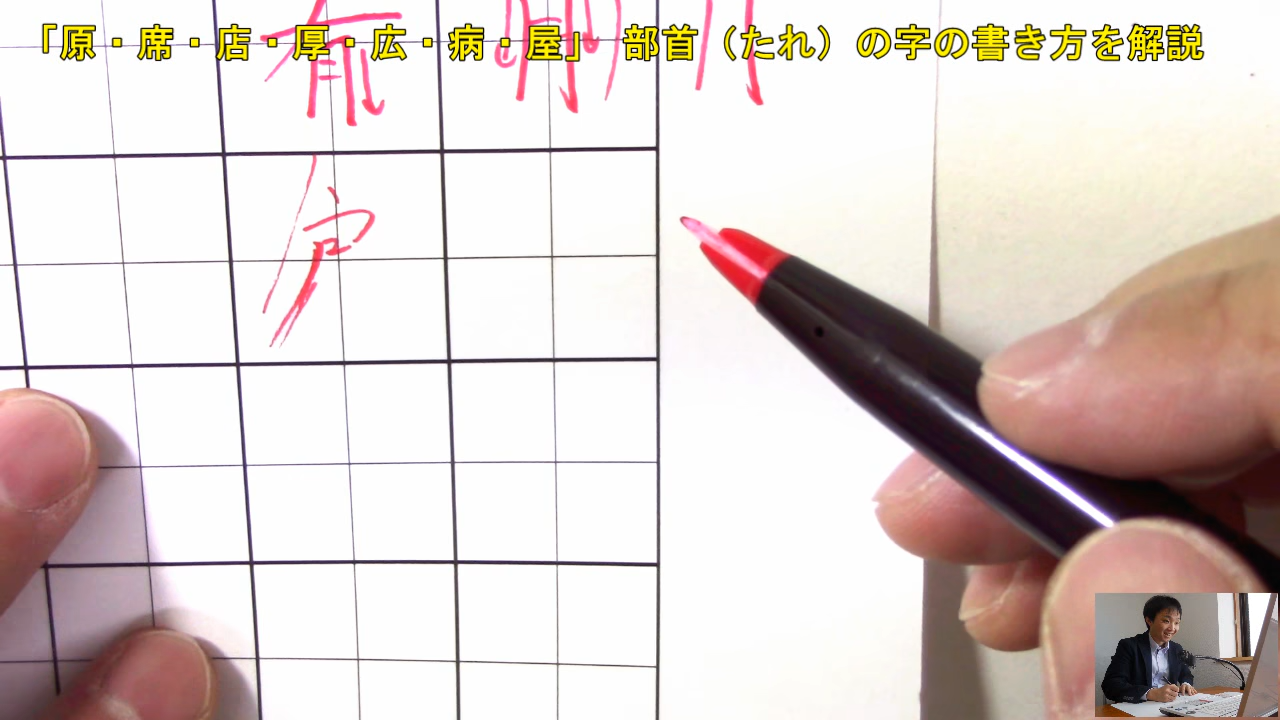 「原・席・店・厚・広・病・屋」 部首（たれ）の字の書き方を解説
有